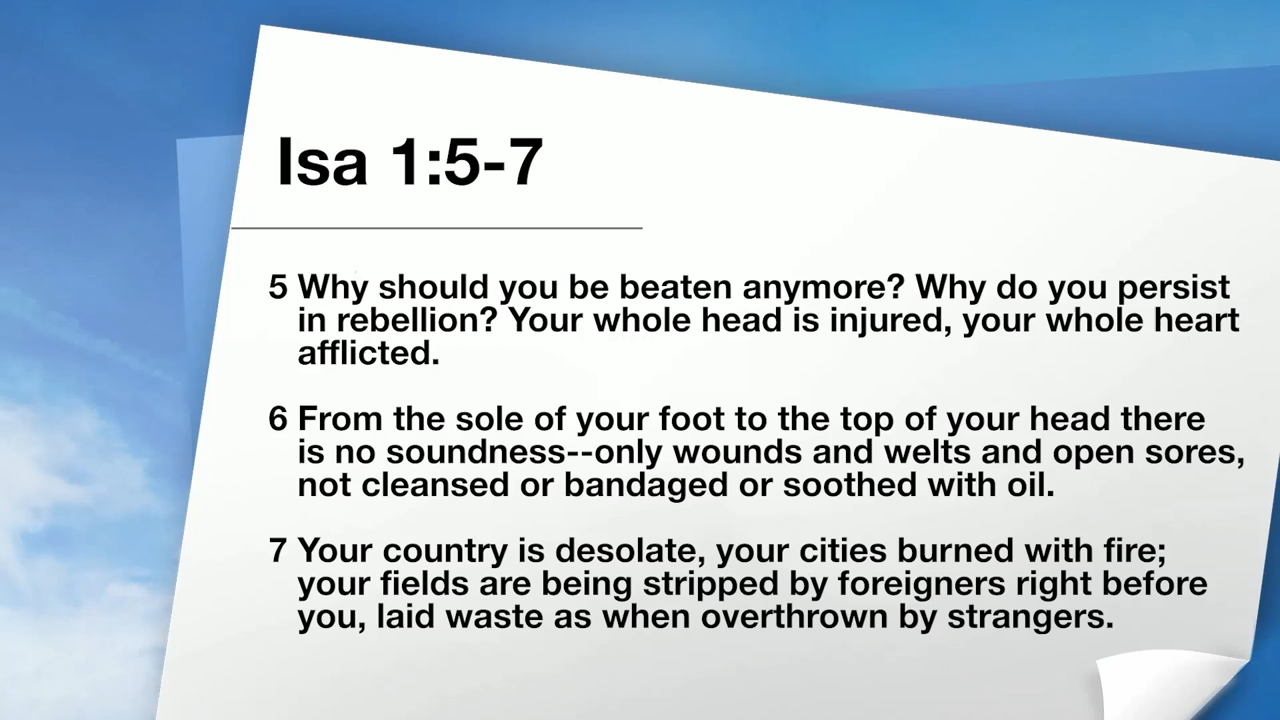 Isa 1:5-7
5 Why should you be beaten anymore? Why do you persist
in rebellion? Your whole head is injured, your whole heart
afflicted.
6 From the sole of your foot to the top of your head there
is no soundness--only wounds and welts and open sores,
not cleansed or bandaged or soothed with oil.
7 Your country is desolate, your cities burned with fire;
your fields are being stripped by foreigners right before
you, laid waste as when overthrown by strangers.